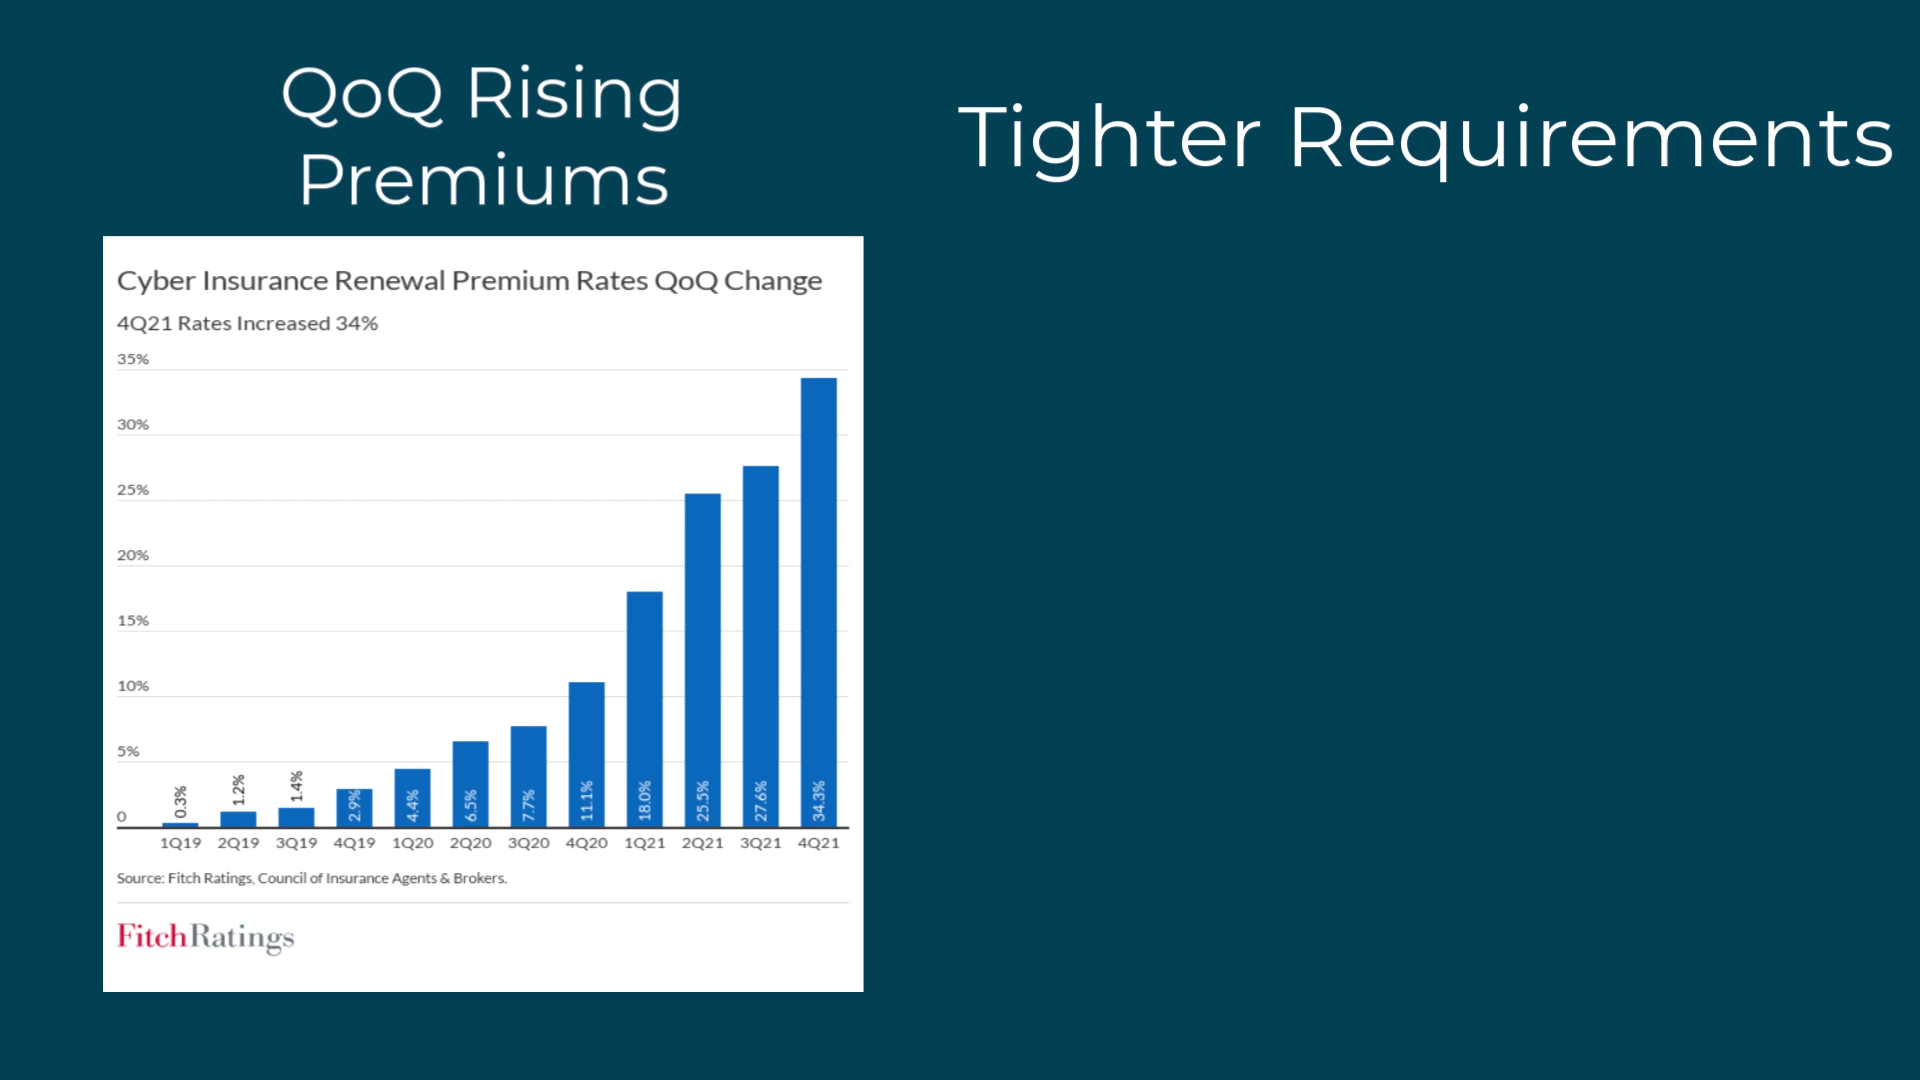 QoQ Rising
Premiums
Tighter Requirements
Cyber Insurance Renewal Premium Rates QoQ Change
4Q21 Rates Increased 34%
35%
30%
25%
20%
15%
10%
5%
0
0.3%
1.2%
1.4%
2.9%
4.4%
6.5%
7.7%
11.1%
18.0%
25.5%
27.6%
34.3%
1Q19 2Q19 3Q19 4Q19 1Q20 2Q20 3Q20 4Q20 1Q21 2Q21 3Q21 4Q21
Source: Fitch Ratings, Council of Insurance Agents & Brokers.
FitchRatings